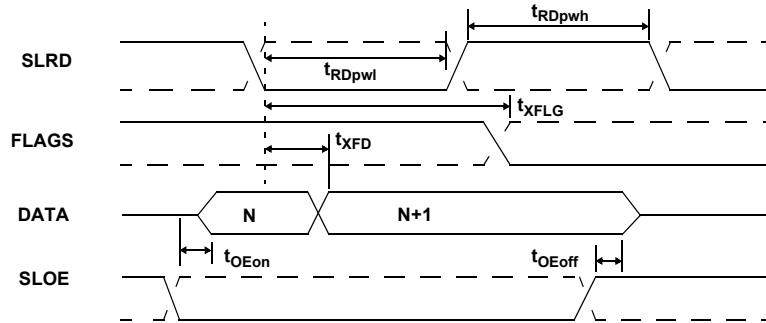 tRDpwh
SLRD
tRDpwl
tXFLG
FLAGS
tXFD
DATA
N
N+1
tOEon
tOEoff
SLOE